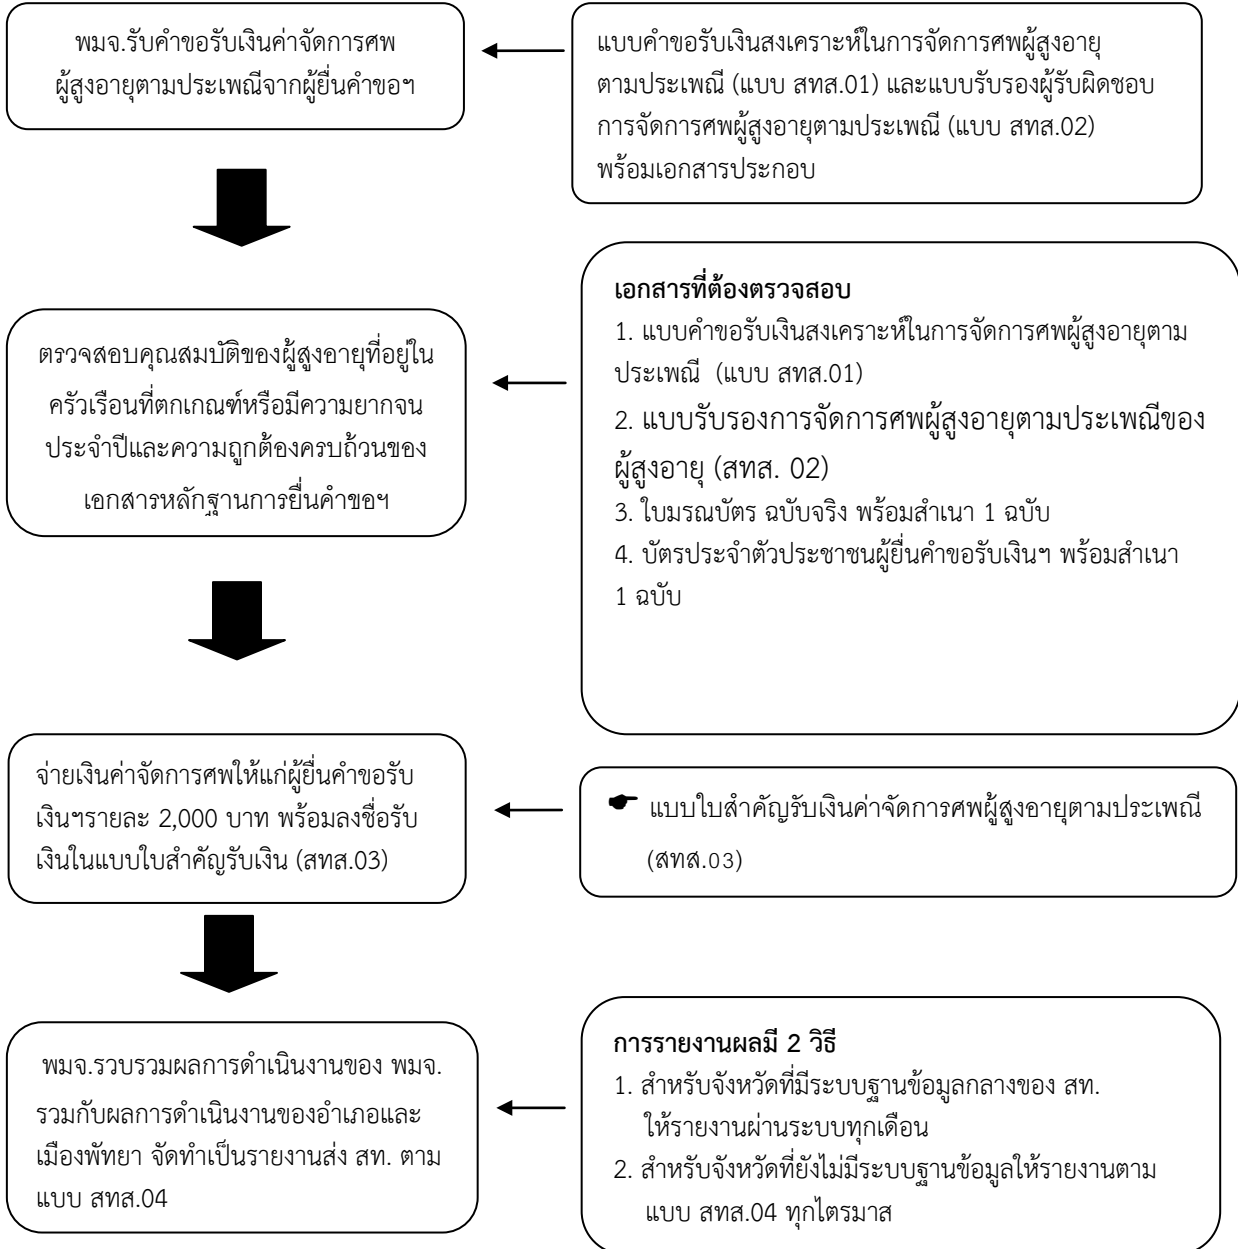 พมจ.รับคำขอรับเงินค่าจัดการศพ
ผู้สูงอายุตามประเพณีจากผู้ยื่นคำขอฯ
แบบคำขอรับเงินสงเคราะห์ในการจัดการศพผู้สูงอายุ
ตามประเพณี (แบบ สทส.01) และแบบรับรองผู้รับผิดชอบ
การจัดการศพผู้สูงอายุตามประเพณี (แบบ สทส.02)
พร้อมเอกสารประกอบ
ตรวจสอบคุณสมบัติของผู้สูงอายุที่อยู่ใน
ครัวเรือนที่ตกเกณฑ์หรือมีความยากจน
ประจำปีและความถูกต้องครบถ้วนของ
เอกสารหลักฐานการยื่นคำขอฯ
เอกสารที่ต้องตรวจสอบ
1. แบบคำขอรับเงินสงเคราะห์ในการจัดการศพผู้สูงอายุตาม
ประเพณี (แบบ สทส.01)
2. แบบรับรองการจัดการศพผู้สูงอายุตามประเพณีของ
ผู้สูงอายุ (สทส. 02)
3. ใบมรณบัตร ฉบับจริง พร้อมสำเนา 1 ฉบับ
4. บัตรประจำตัวประชาชนผู้ยื่นคำขอรับเงินฯ พร้อมสำเนา
1 ฉบับ
จ่ายเงินค่าจัดการศพให้แก่ผู้ยื่นคำขอรับ
เงินฯรายละ 2,000 บาท พร้อมลงชื่อรับ
เงินในแบบใบสำคัญรับเงิน (สทส.03)
แบบใบสำคัญรับเงินค่าจัดการศพผู้สูงอายุตามประเพณี
(สทส.03)
พมจ.รวบรวมผลการดำเนินงานของ พมจ.
รวมกับผลการดำเนินงานของอำเภอและ
เมืองพัทยา จัดทำเป็นรายงานส่ง สท. ตาม
แบบ สทส.04
การรายงานผลมี 2 วิธี
1. สำหรับจังหวัดที่มีระบบฐานข้อมูลกลางของ สท.
ให้รายงานผ่านระบบทุกเดือน
2. สำหรับจังหวัดที่ยังไม่มีระบบฐานข้อมูลให้รายงานตาม
แบบ สทส.04 ทุกไตรมาส